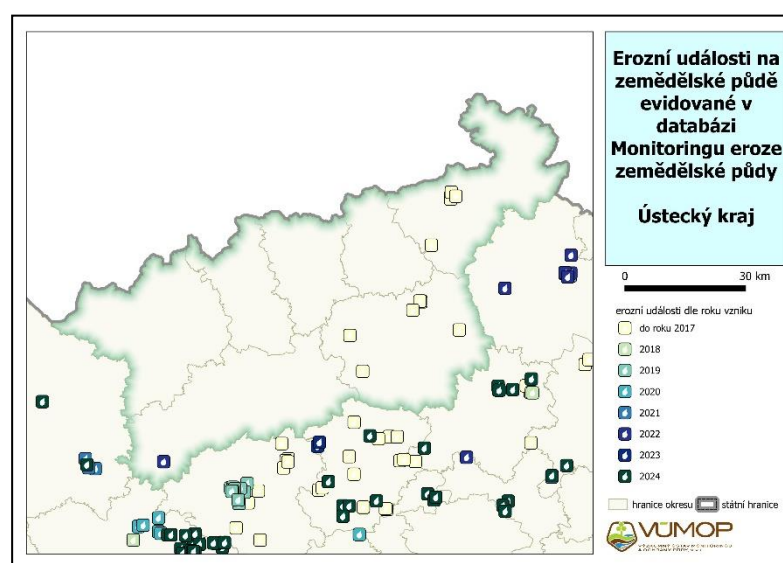 Erozní události na
zemědělské půdě
evidované v
databázi
Monitoringu eroze
zemědělské půdy
Ústecký kraj
0 30 km
erozní události dle roku vzniku
do roku 2017
2018
2019
2020
2021
2022
2023
2024
hranice okresu státní hranice
VÚMOP